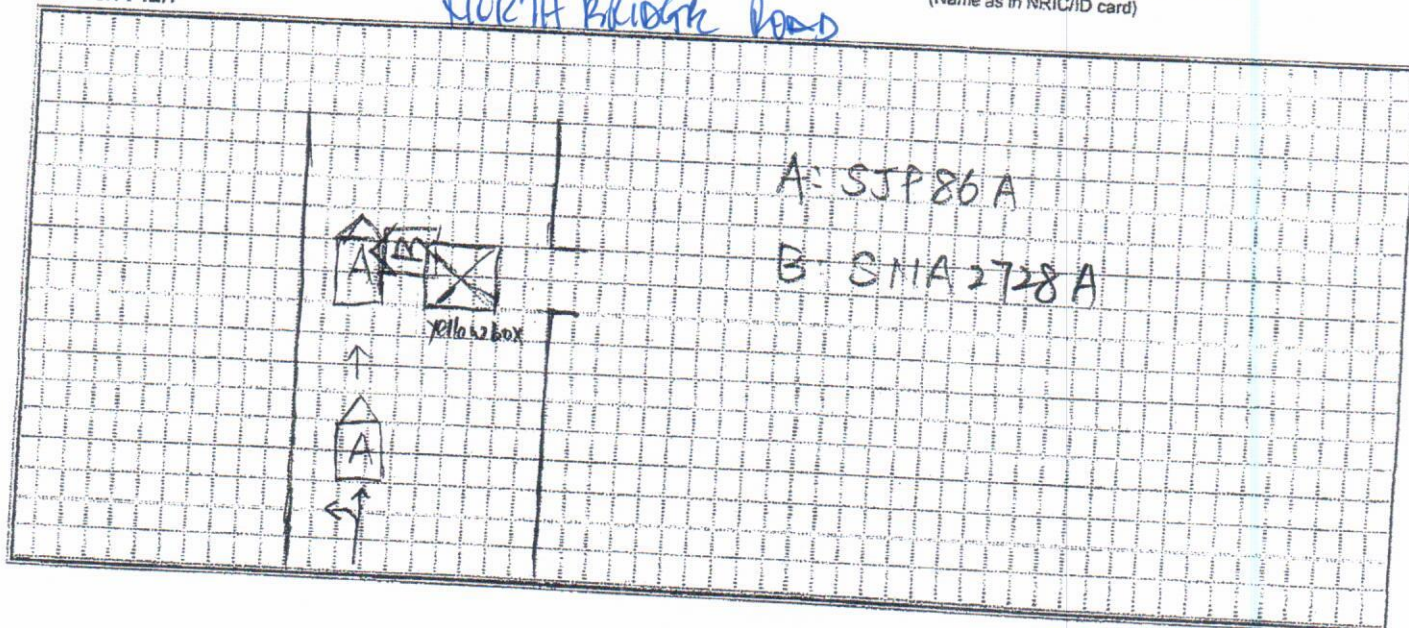 (Name as in NRIC/ID card)
NORTH BRIDGE ROAD
A: SJP86A
B: SMA2728A
A
B
yellow box
A